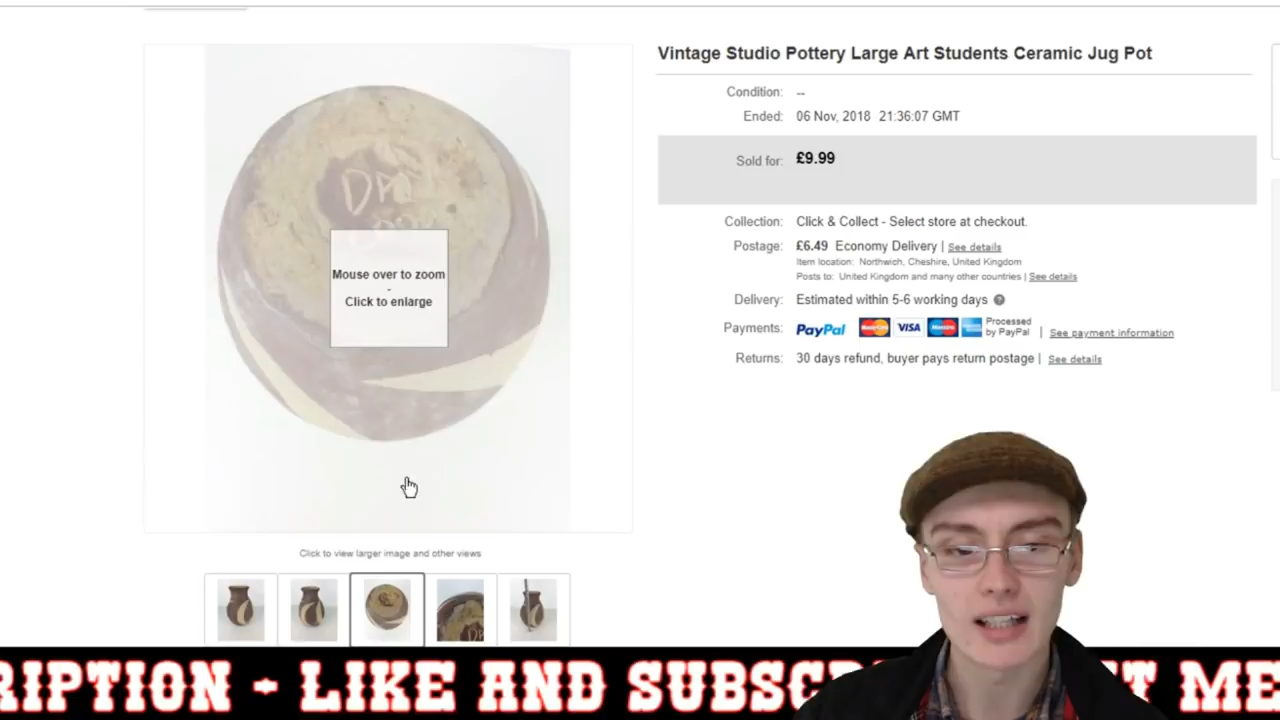 Vintage Studio Pottery Large Art Students Ceramic Jug Pot
Condition: --
Ended: 06 Nov, 2018 21:36:07 GMT
Sold for: £9.99
Collection: Click & Collect - Select store at checkout.
Postage: £6.49 Economy Delivery | See details
Item location: Northwich, Cheshire, United Kingdom
Posts to: United Kingdom and many other countries | See details
Delivery: Estimated within 5-6 working days ?
Payments: PayPal MasterCard VISA Maestro Processed by PayPal | See payment information
Returns: 30 days refund, buyer pays return postage | See details
Mouse over to zoom
-
Click to enlarge
Click to view larger image and other views
RIPTION - LIKE AND SUBSC T ME